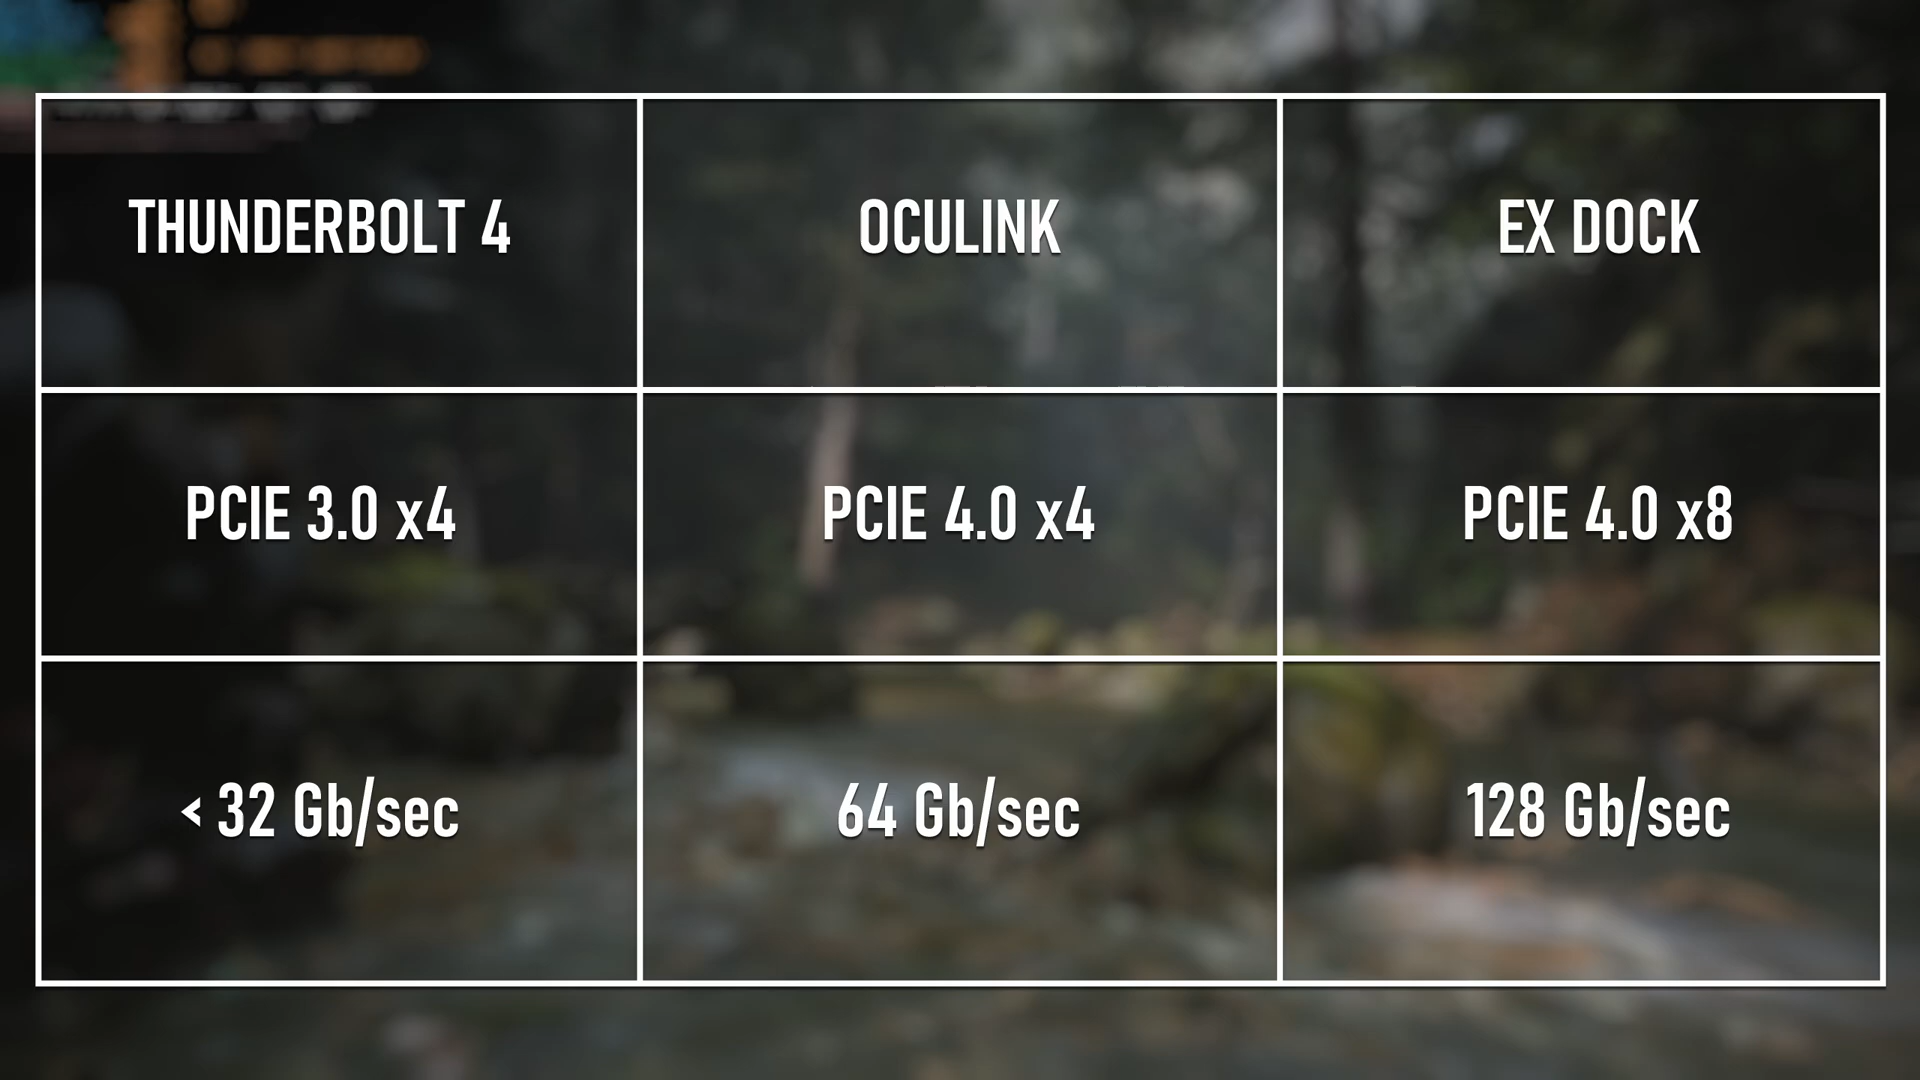 THUNDERBOLT 4
OCULINK
EX DOCK
PCIE 3.0 x4
PCIE 4.0 x4
PCIE 4.0 x8
< 32 Gb/sec
64 Gb/sec
128 Gb/sec